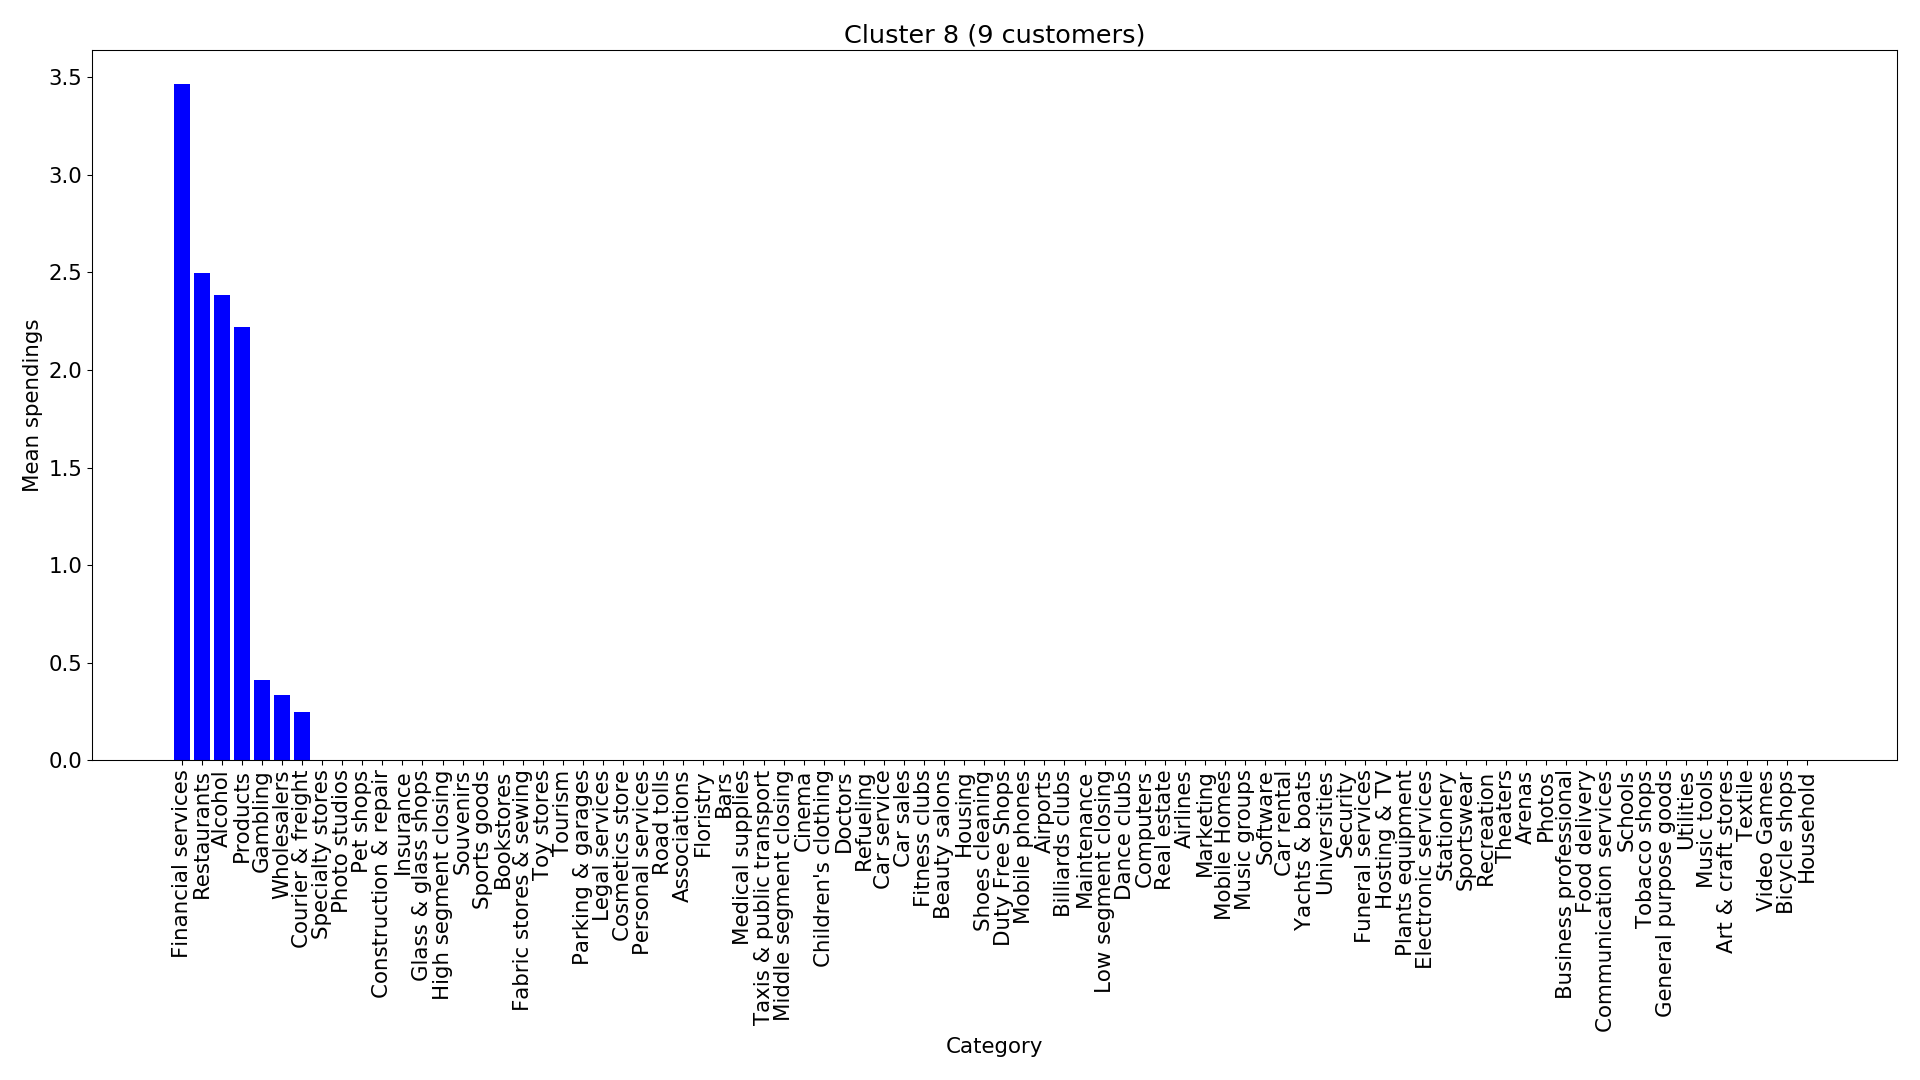 Cluster 8 (9 customers)
3.5
3.0
2.5
2.0
1.5
1.0
0.5
0.0
Mean spendings
Financial services
Restaurants
Alcohol
Products
Gambling
Wholesalers
Courier & freight
Specialty stores
Photo studios
Pet shops
Construction & repair
Insurance
Glass & glass shops
High segment closing
Souvenirs
Sports goods
Bookstores
Fabric stores & sewing
Toy stores
Tourism
Parking & garages
Legal services
Cosmetics store
Personal services
Road tolls
Associations
Floristry
Bars
Medical supplies
Taxis & public transport
Middle segment closing
Cinema
Children's clothing
Doctors
Refueling
Car service
Car sales
Fitness clubs
Beauty salons
Housing
Shoes cleaning
Duty Free Shops
Mobile phones
Airports
Billiards clubs
Maintenance
Low segment closing
Dance clubs
Computers
Real estate
Airlines
Marketing
Mobile Homes
Music groups
Software
Car rental
Yachts & boats
Universities
Security
Funeral services
Hosting & TV
Plants equipment
Electronic services
Stationery
Sportswear
Recreation
Theaters
Arenas
Photos
Business professional
Food delivery
Communication services
Schools
Tobacco shops
General purpose goods
Utilities
Music tools
Art & craft stores
Textile
Video Games
Bicycle shops
Household
Category